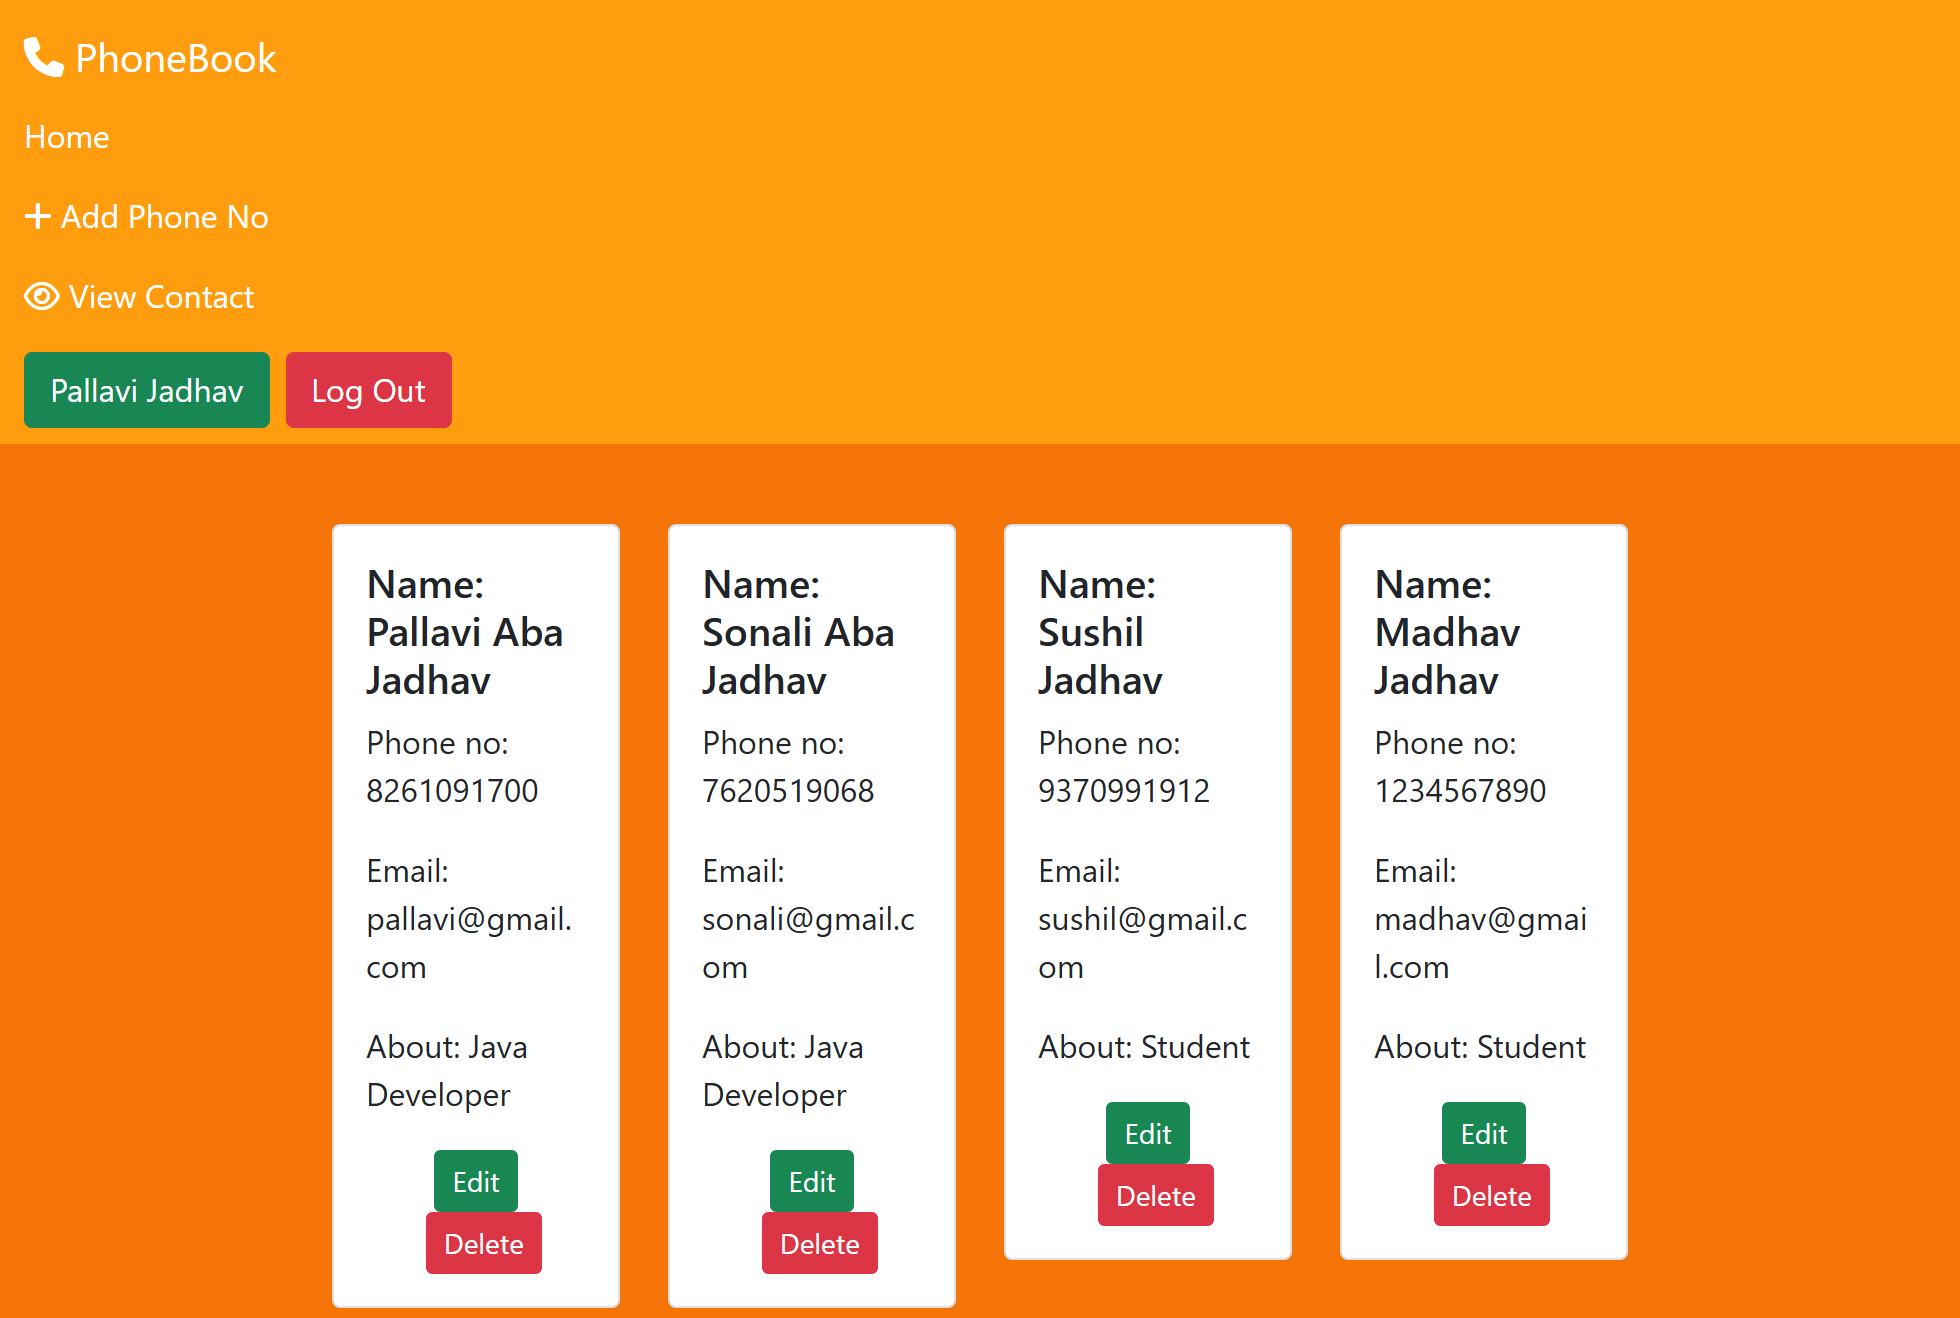 PhoneBook
Home
Add Phone No
View Contact
Pallavi Jadhav
Log Out
Name:
Pallavi Aba
Jadhav
Phone no:
8261091700
Email:
pallavi@gmail.
com
About: Java
Developer
Edit
Delete
Name:
Sonali Aba
Jadhav
Phone no:
7620519068
Email:
sonali@gmail.c
om
About: Java
Developer
Edit
Delete
Name:
Sushil
Jadhav
Phone no:
9370991912
Email:
sushil@gmail.c
om
About: Student
Edit
Delete
Name:
Madhav
Jadhav
Phone no:
1234567890
Email:
madhav@gmai
l.com
About: Student
Edit
Delete